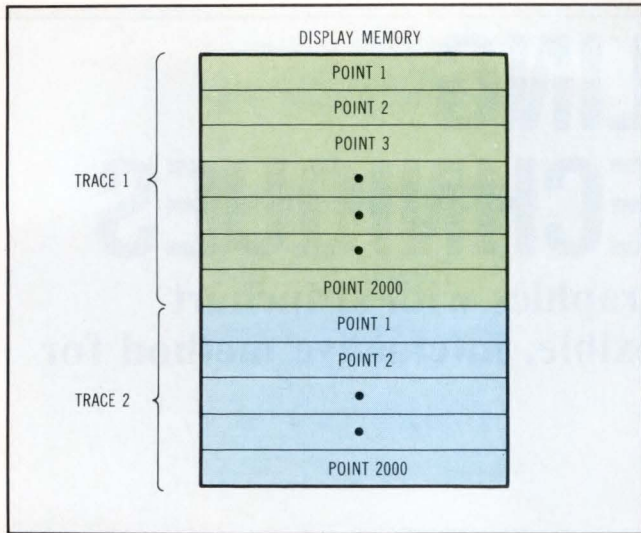 DISPLAY MEMORY
POINT 1
POINT 2
POINT 3
•
•
•
POINT 2000
TRACE 1
POINT 1
POINT 2
•
•
POINT 2000
TRACE 2